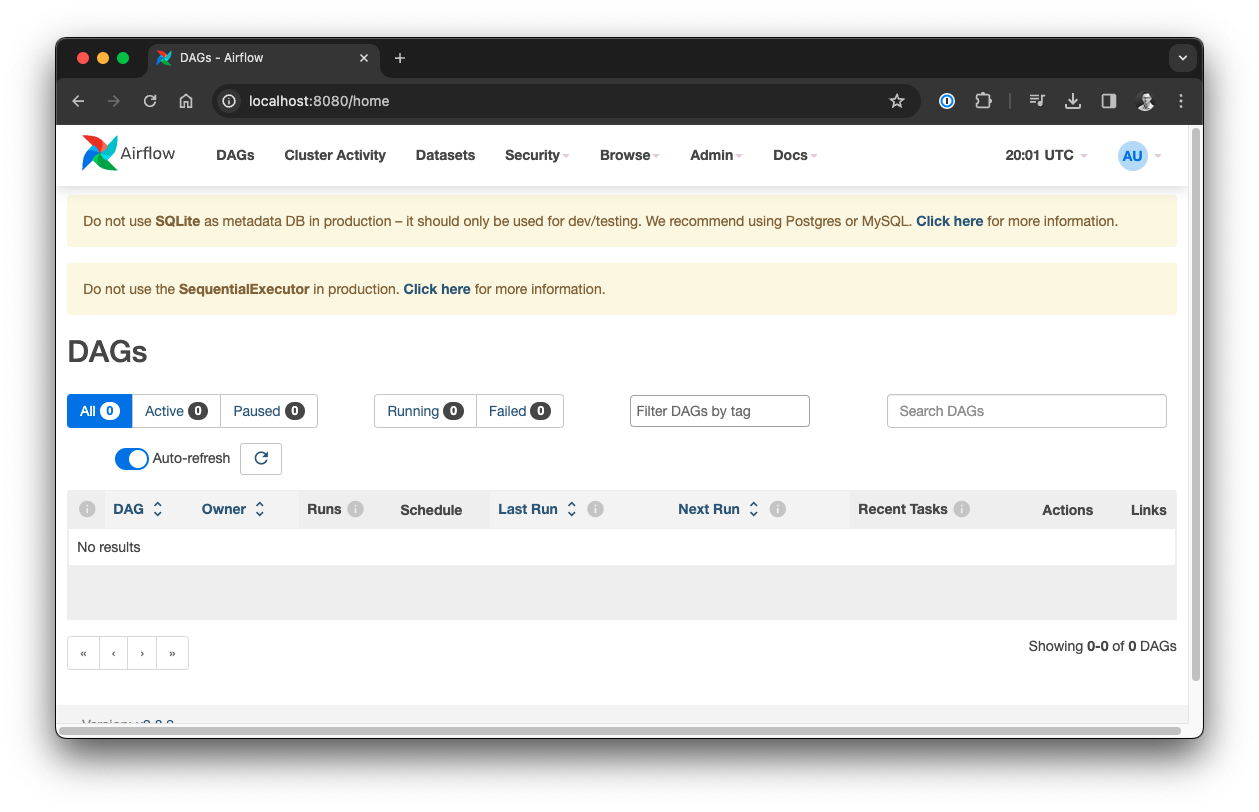 DAGs - Airflow
localhost:8080/home
Airflow DAGs Cluster Activity Datasets Security Browse Admin Docs 20:01 UTC AU
Do not use SQLite as metadata DB in production – it should only be used for dev/testing. We recommend using Postgres or MySQL. Click here for more information.
Do not use the SequentialExecutor in production. Click here for more information.
DAGs
All 0 Active 0 Paused 0 Running 0 Failed 0 Filter DAGs by tag Search DAGs
Auto-refresh
DAG Owner Runs Schedule Last Run Next Run Recent Tasks Actions Links
No results
« ‹ › » Showing 0-0 of 0 DAGs
Version: